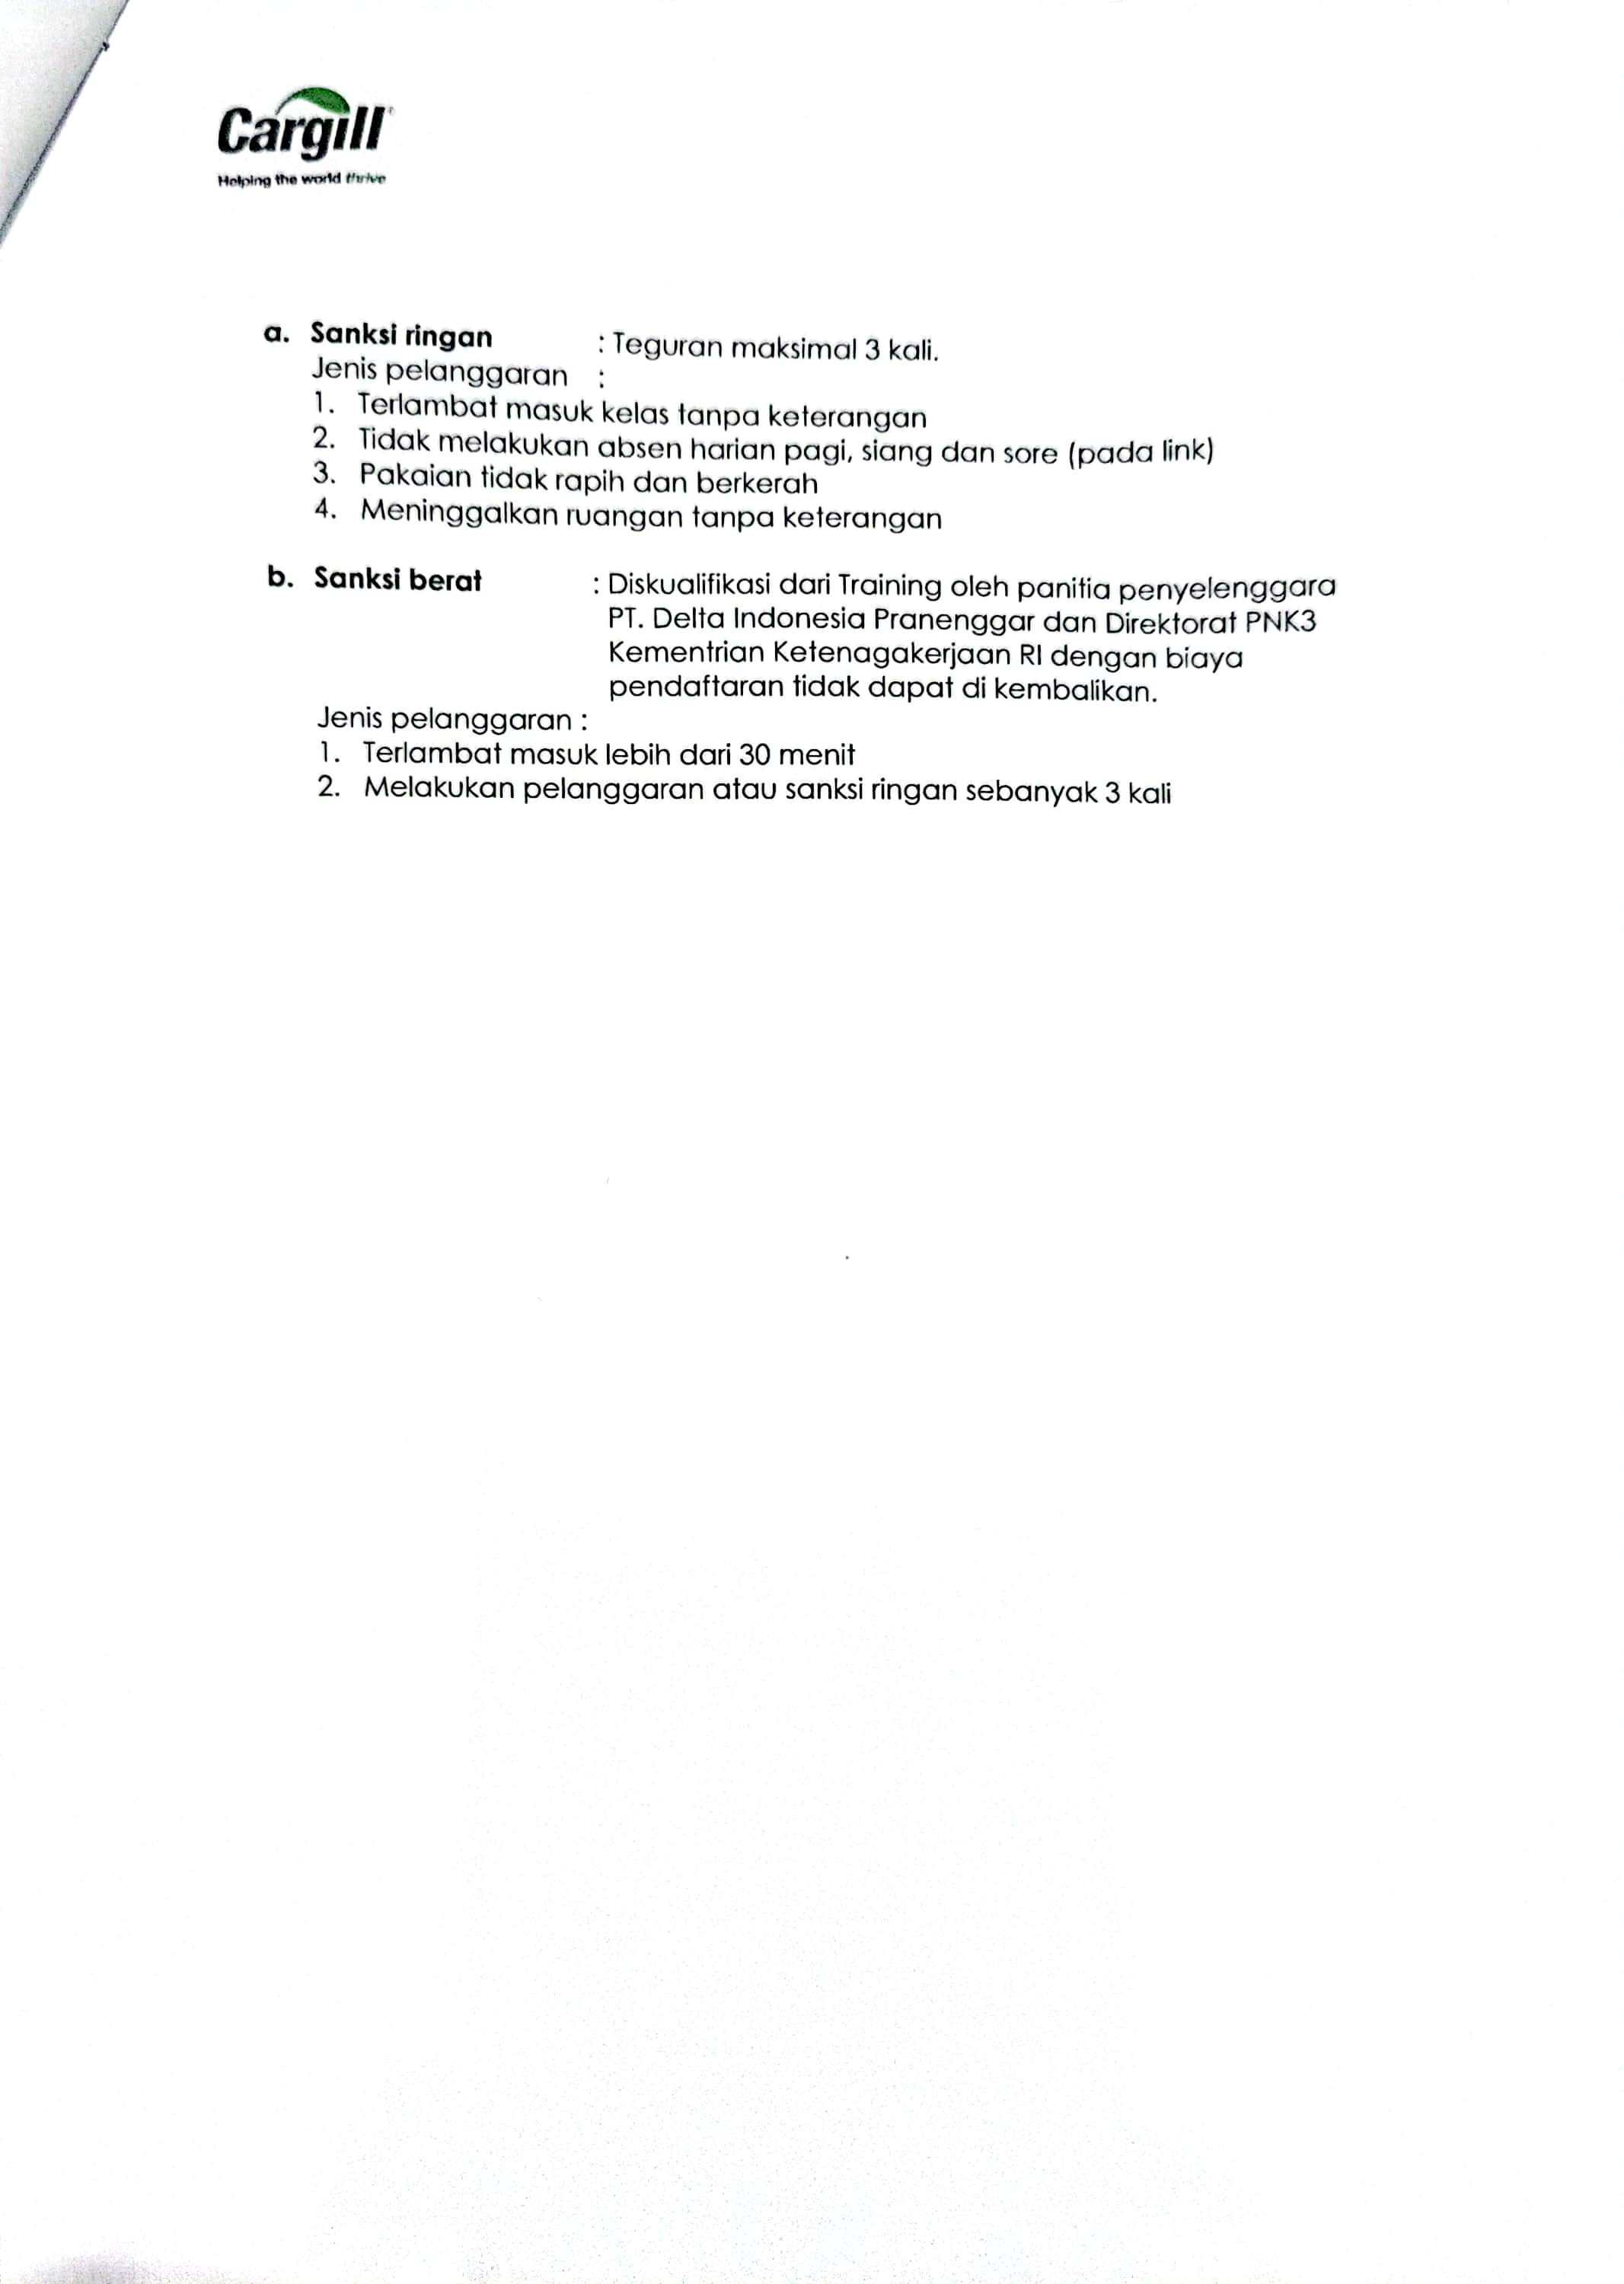 Cargill
Helping the world thrive
a. Sanksi ringan : Teguran maksimal 3 kali.
Jenis pelanggaran :
1. Terlambat masuk kelas tanpa keterangan
2. Tidak melakukan absen harian pagi, siang dan sore (pada link)
3. Pakaian tidak rapih dan berkerah
4. Meninggalkan ruangan tanpa keterangan
b. Sanksi berat : Diskualifikasi dari Training oleh panitia penyelenggara
PT. Delta Indonesia Pranenggar dan Direktorat PNK3
Kementrian Ketenagakerjaan RI dengan biaya
pendaftaran tidak dapat di kembalikan.
Jenis pelanggaran :
1. Terlambat masuk lebih dari 30 menit
2. Melakukan pelanggaran atau sanksi ringan sebanyak 3 kali